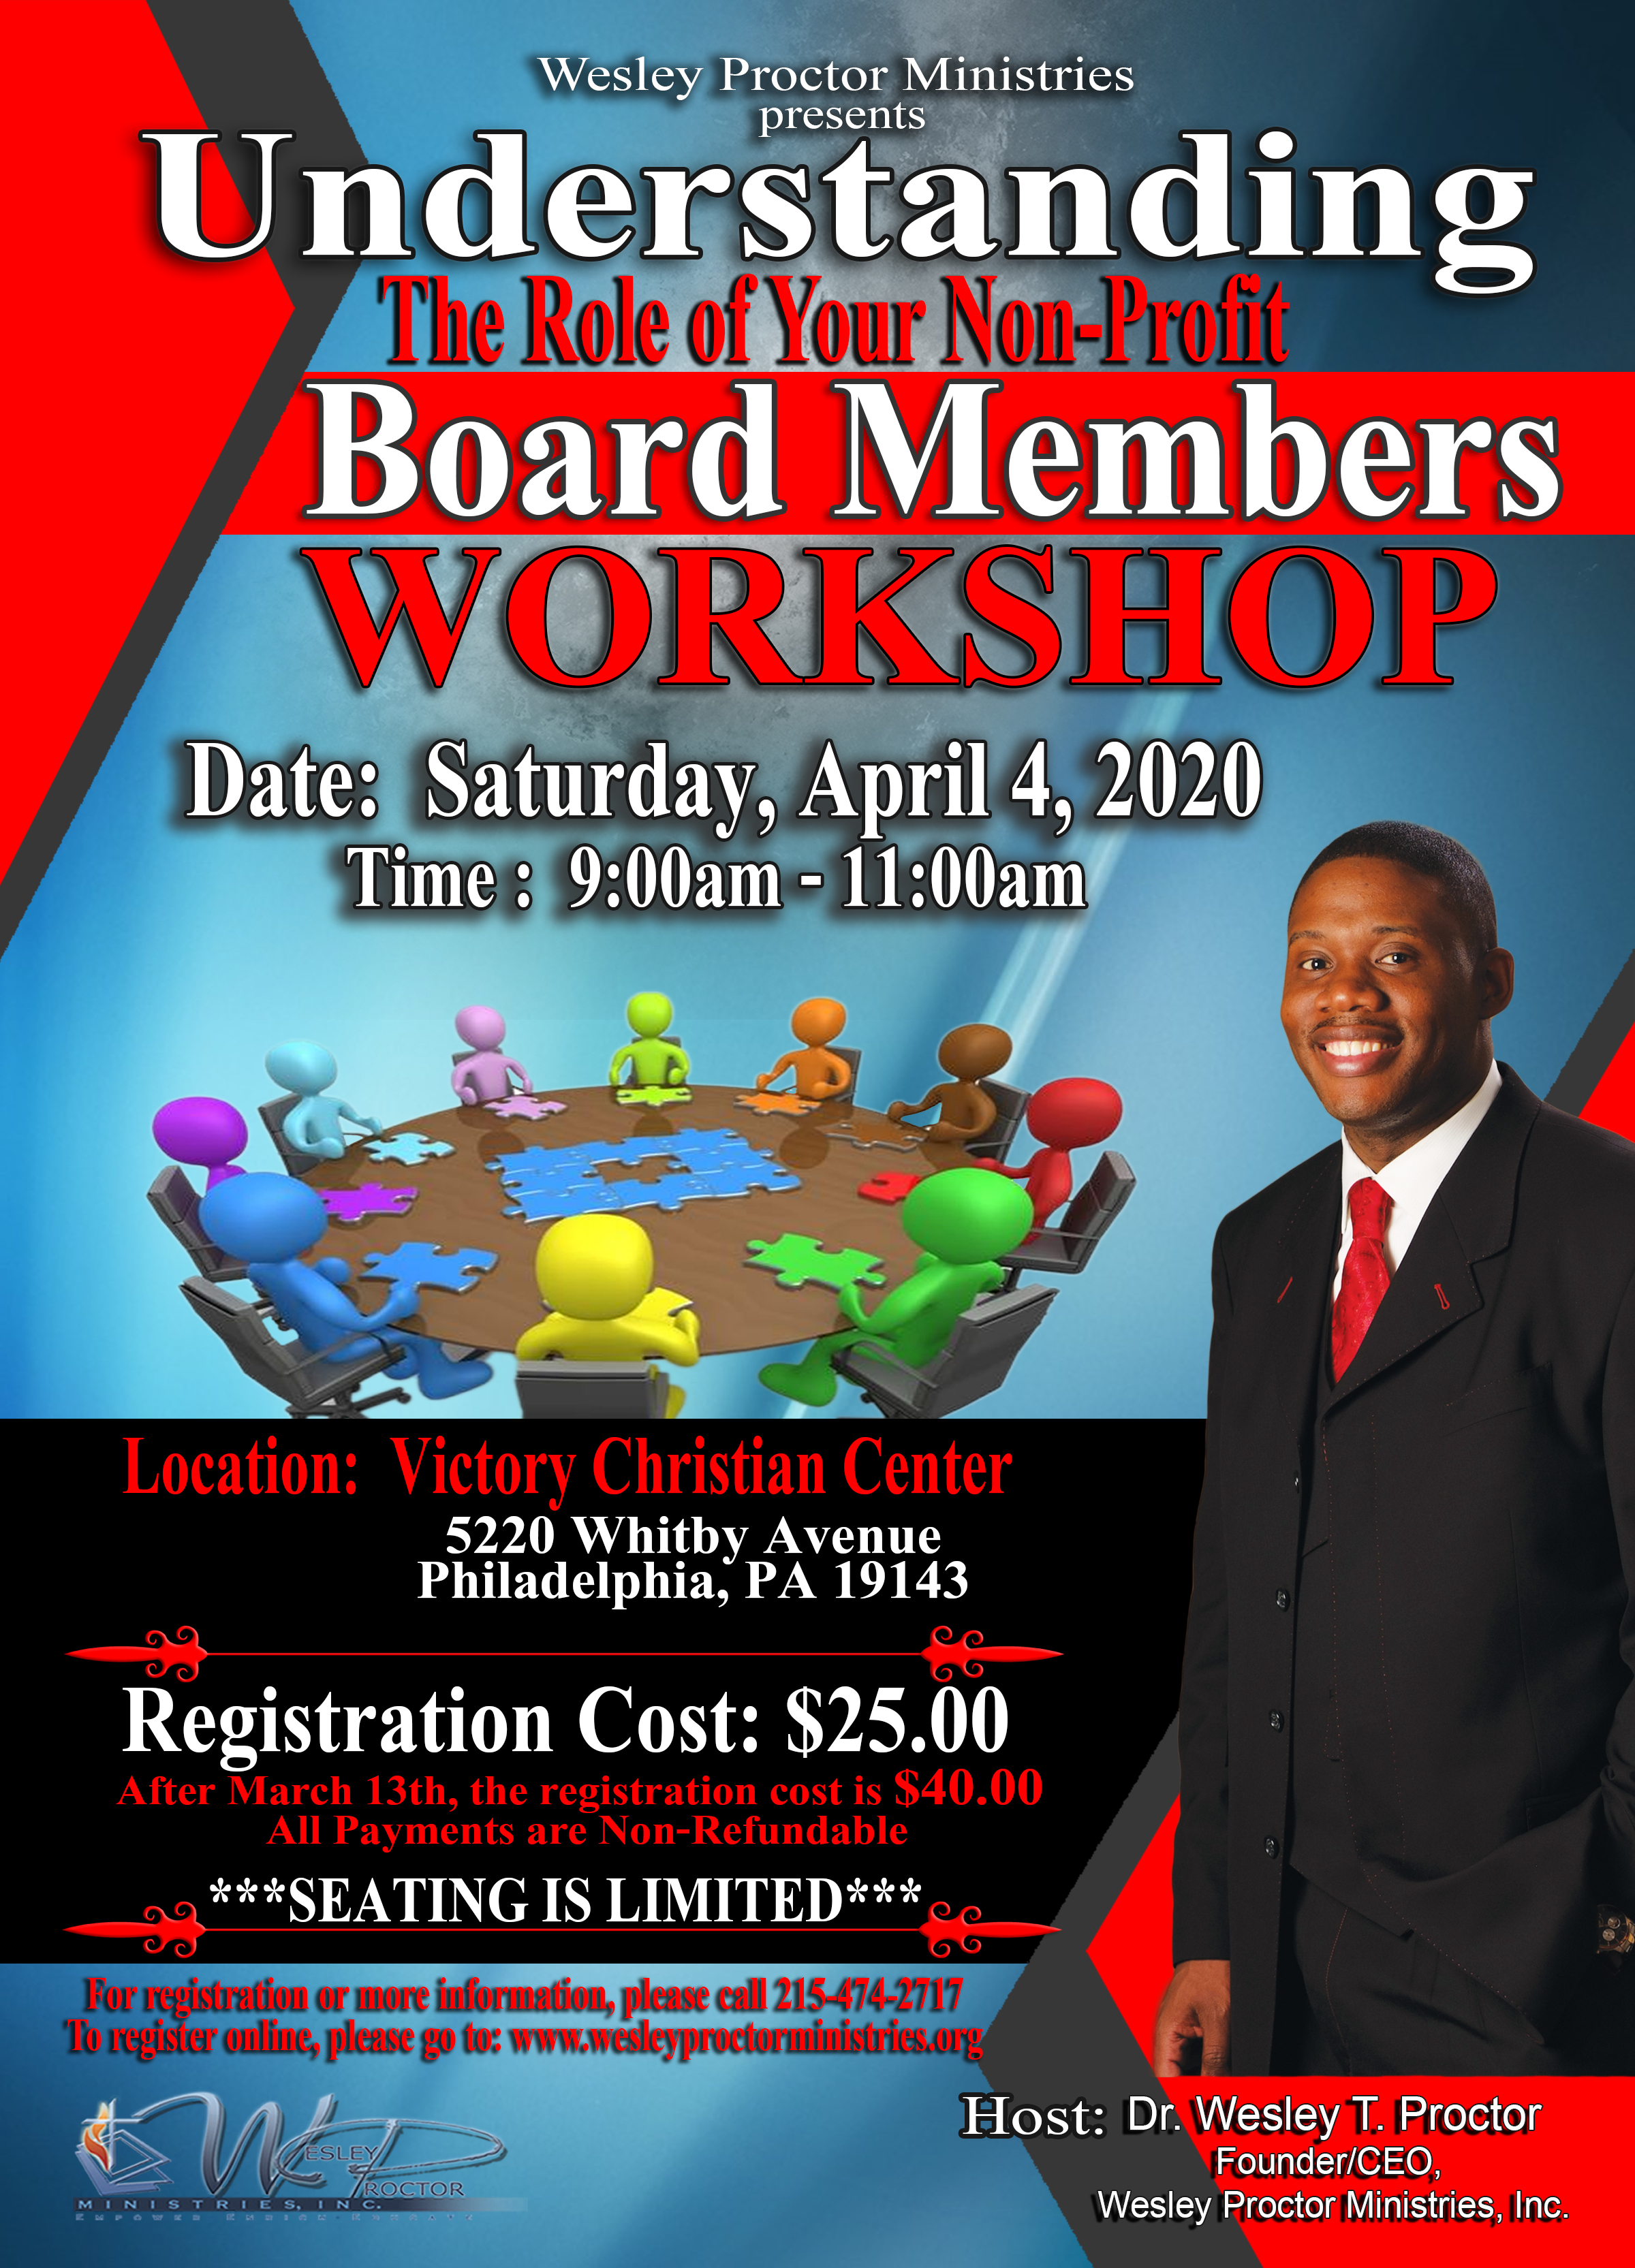 Wesley Proctor Ministries
presents
Understanding
The Role of Your Non-Profit
Board Members
WORKSHOP
Date: Saturday, April 4, 2020
Time : 9:00am - 11:00am
Location: Victory Christian Center
5220 Whitby Avenue
Philadelphia, PA 19143
Registration Cost: $25.00
After March 13th, the registration cost is $40.00
All Payments are Non-Refundable
***SEATING IS LIMITED***
For registration or more information, please call 215-474-2717
To register online, please go to: www.wesleyproctorministries.org
Wesley
Proctor
MINISTRIES, INC.
Host: Dr. Wesley T. Proctor
Founder/CEO,
Wesley Proctor Ministries, Inc.